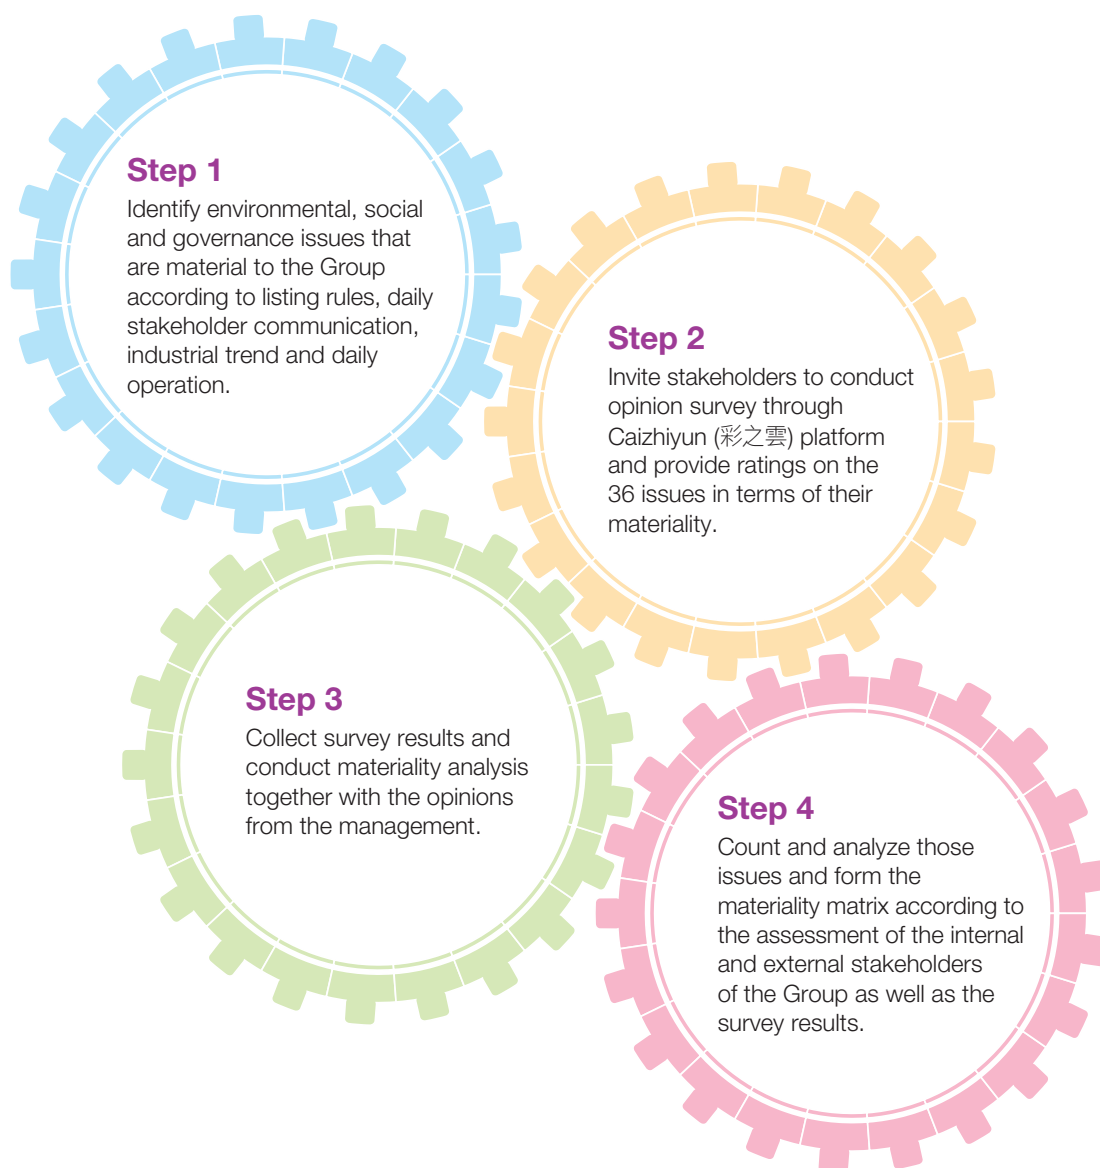 Step 1
Identify environmental, social
and governance issues that
are material to the Group
according to listing rules, daily
stakeholder communication,
industrial trend and daily
operation.
Step 2
Invite stakeholders to conduct
opinion survey through
Caizhiyun (彩之雲) platform
and provide ratings on the
36 issues in terms of their
materiality.
Step 3
Collect survey results and
conduct materiality analysis
together with the opinions
from the management.
Step 4
Count and analyze those
issues and form the
materiality matrix according to
the assessment of the internal
and external stakeholders
of the Group as well as the
survey results.